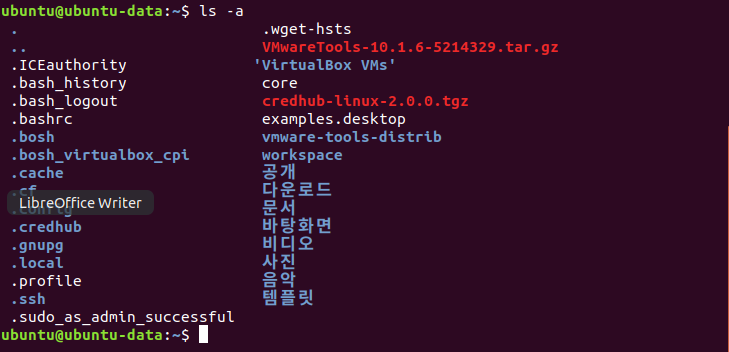 ubuntu@ubuntu-data:~$ ls -a
. .wget-hsts
.. VMwareTools-10.1.6-5214329.tar.gz
.ICEauthority 'VirtualBox VMs'
.bash_history core
.bash_logout credhub-linux-2.0.0.tgz
.bashrc examples.desktop
.bosh vmware-tools-distrib
.bosh_virtualbox_cpi workspace
.cache 공개
.cf 다운로드
LibreOffice Writer
.config 문서
.credhub 바탕화면
.gnupg 비디오
.local 사진
.profile 음악
.ssh 템플릿
.sudo_as_admin_successful
ubuntu@ubuntu-data:~$